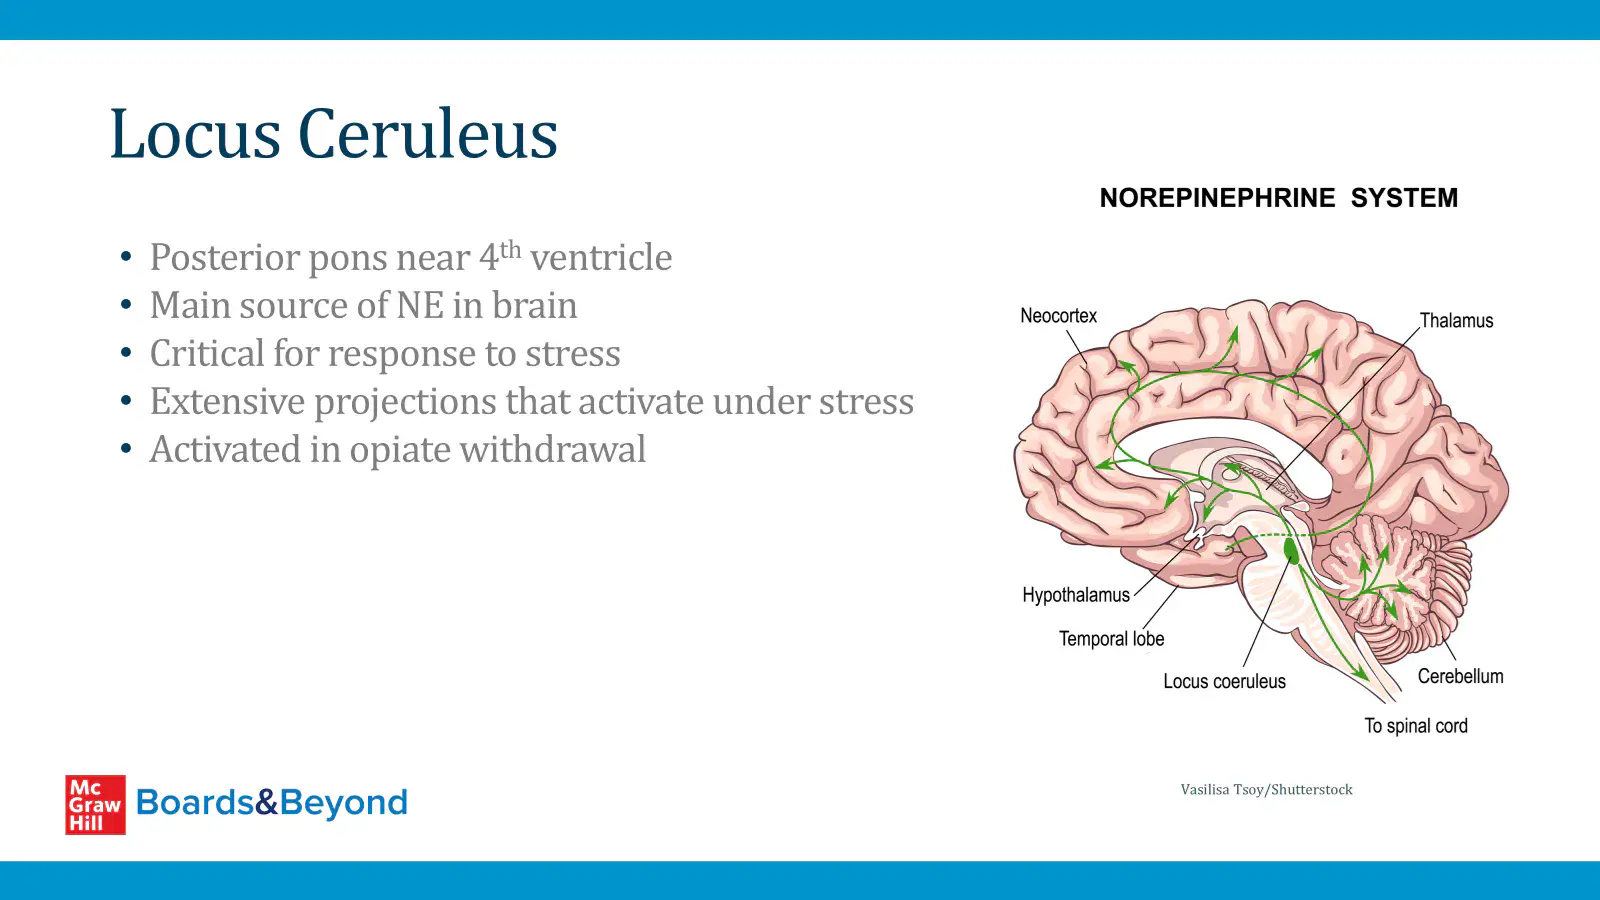 Locus Ceruleus
• Posterior pons near 4th ventricle
• Main source of NE in brain
• Critical for response to stress
• Extensive projections that activate under stress
• Activated in opiate withdrawal
NOREPINEPHRINE SYSTEM
Neocortex
Thalamus
Hypothalamus
Temporal lobe
Locus coeruleus
Cerebellum
To spinal cord
Vasilisa Tsoy/Shutterstock
Mc
Graw
Hill
Boards&Beyond